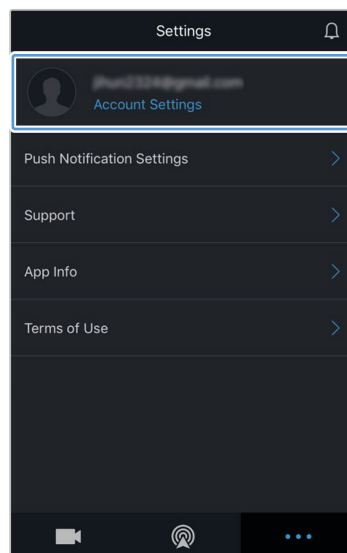 Settings
Account Settings
Push Notification Settings
Support
App Info
Terms of Use